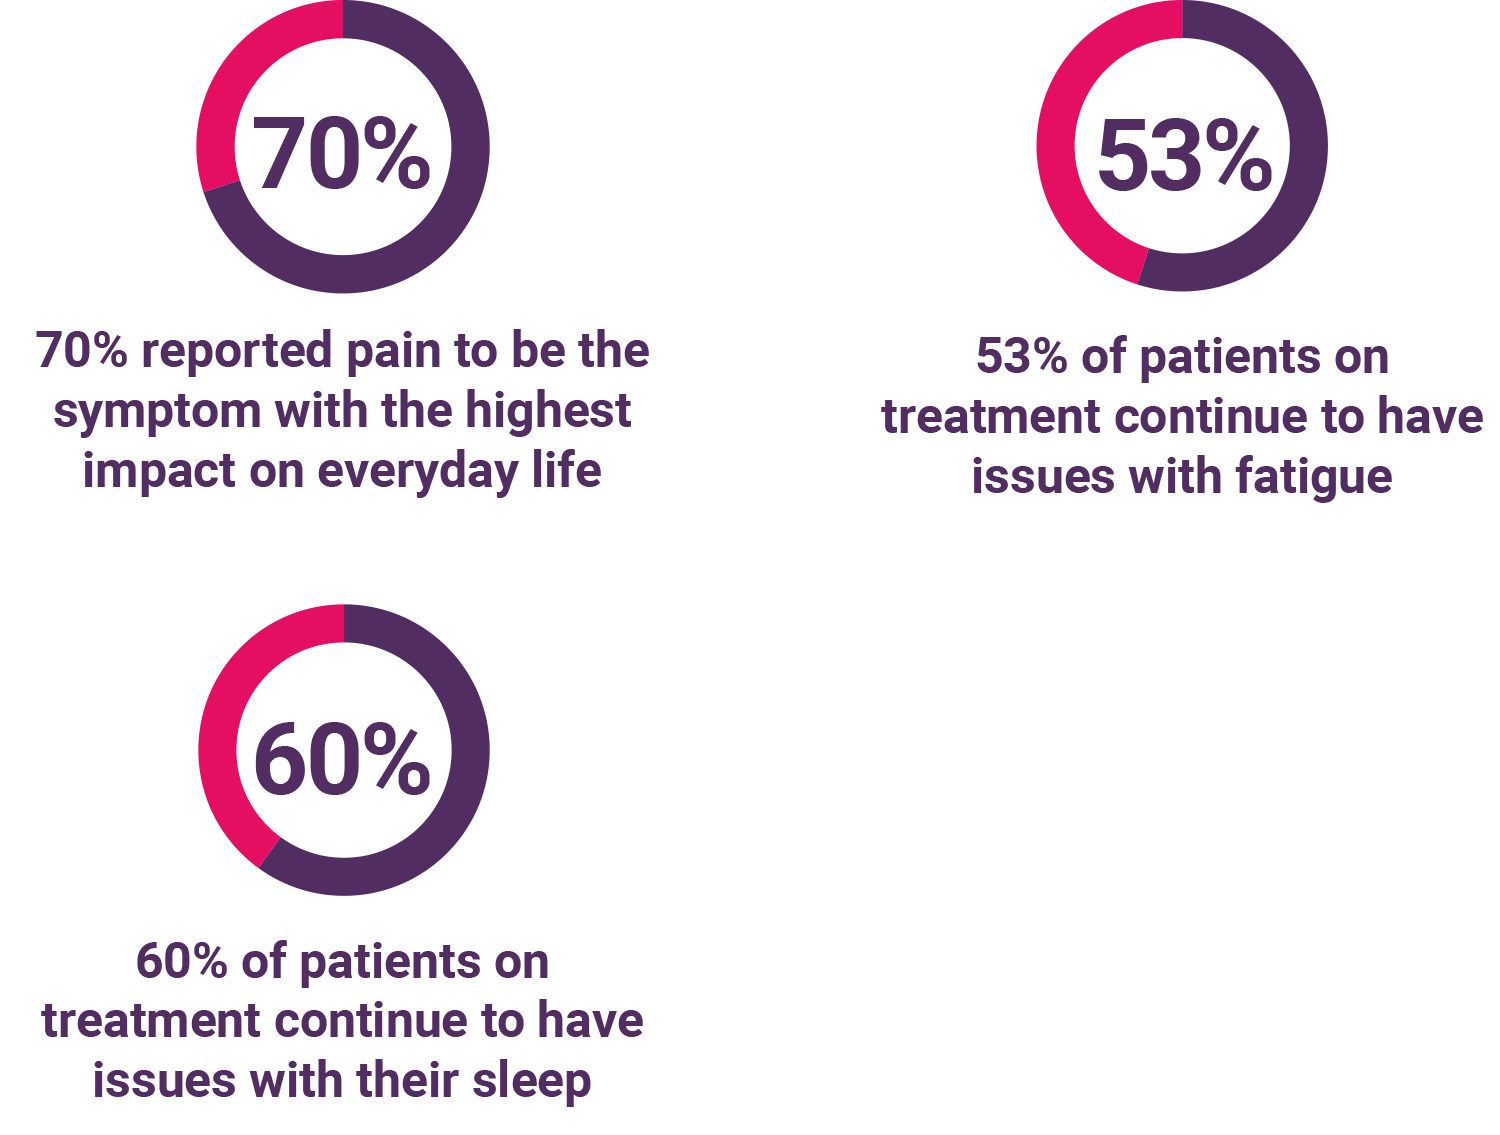 70%
70% reported pain to be the
symptom with the highest
impact on everyday life
53%
53% of patients on
treatment continue to have
issues with fatigue
60%
60% of patients on
treatment continue to have
issues with their sleep